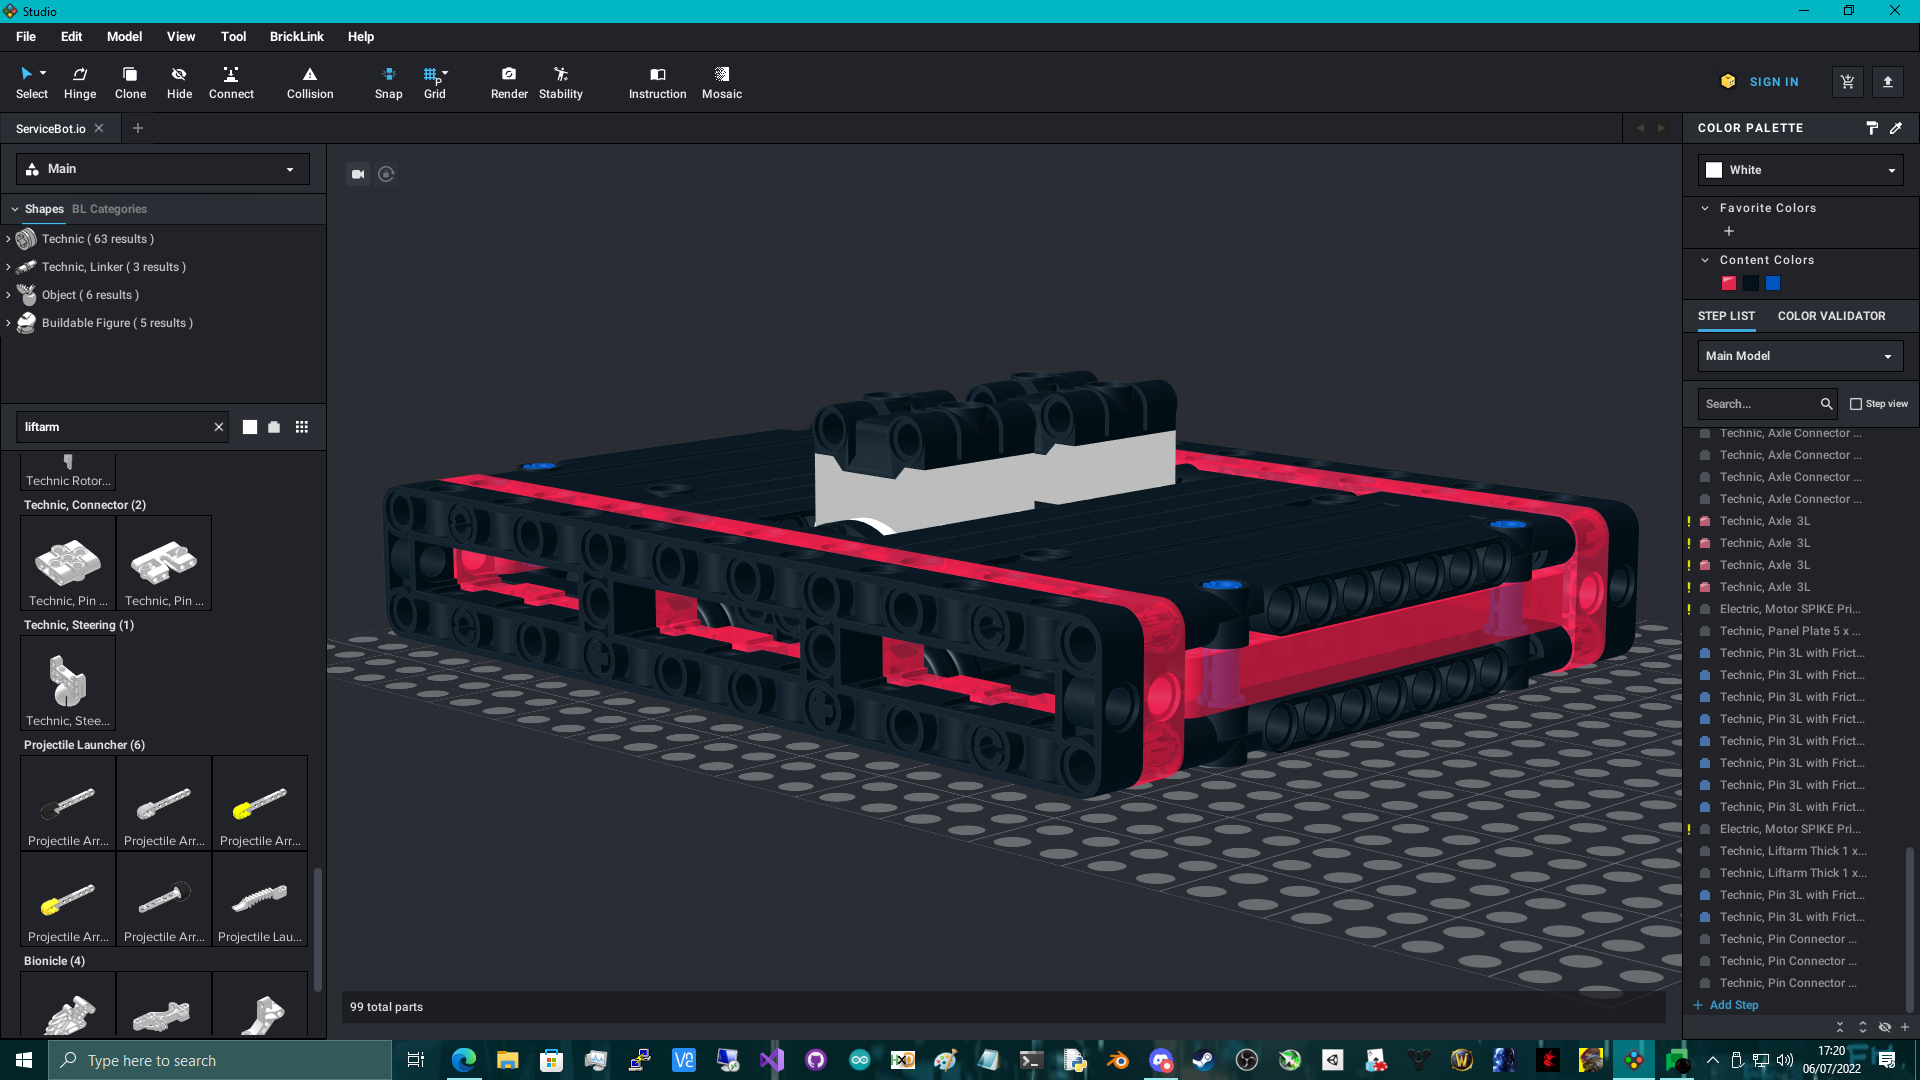 Studio
File Edit Model View Tool BrickLink Help
Select Hinge Clone Hide Connect Collision Snap Grid Render Stability Instruction Mosaic
P
SIGN IN
ServiceBot.io
Main
Shapes BL Categories
Technic ( 63 results )
Technic, Linker ( 3 results )
Object ( 6 results )
Buildable Figure ( 5 results )
liftarm
Technic Rotor...
Technic, Connector (2)
Technic, Pin ... Technic, Pin ...
Technic, Steering (1)
Technic, Stee...
Projectile Launcher (6)
Projectile Arr... Projectile Arr... Projectile Arr...
Projectile Arr... Projectile Arr... Projectile Lau...
Bionicle (4)
99 total parts
COLOR PALETTE
White
Favorite Colors
Content Colors
STEP LIST COLOR VALIDATOR
Main Model
Search... Step view
Technic, Axle Connector ...
Technic, Axle Connector ...
Technic, Axle Connector ...
Technic, Axle Connector ...
Technic, Axle 3L
Technic, Axle 3L
Technic, Axle 3L
Technic, Axle 3L
Electric, Motor SPIKE Pri...
Technic, Panel Plate 5 x ...
Technic, Pin 3L with Frict...
Technic, Pin 3L with Frict...
Technic, Pin 3L with Frict...
Technic, Pin 3L with Frict...
Technic, Pin 3L with Frict...
Technic, Pin 3L with Frict...
Technic, Pin 3L with Frict...
Technic, Pin 3L with Frict...
Electric, Motor SPIKE Pri...
Technic, Liftarm Thick 1 x...
Technic, Liftarm Thick 1 x...
Technic, Pin 3L with Frict...
Technic, Pin 3L with Frict...
Technic, Pin Connector ...
Technic, Pin Connector ...
Technic, Pin Connector ...
+ Add Step
Type here to search
17:20
06/07/2022